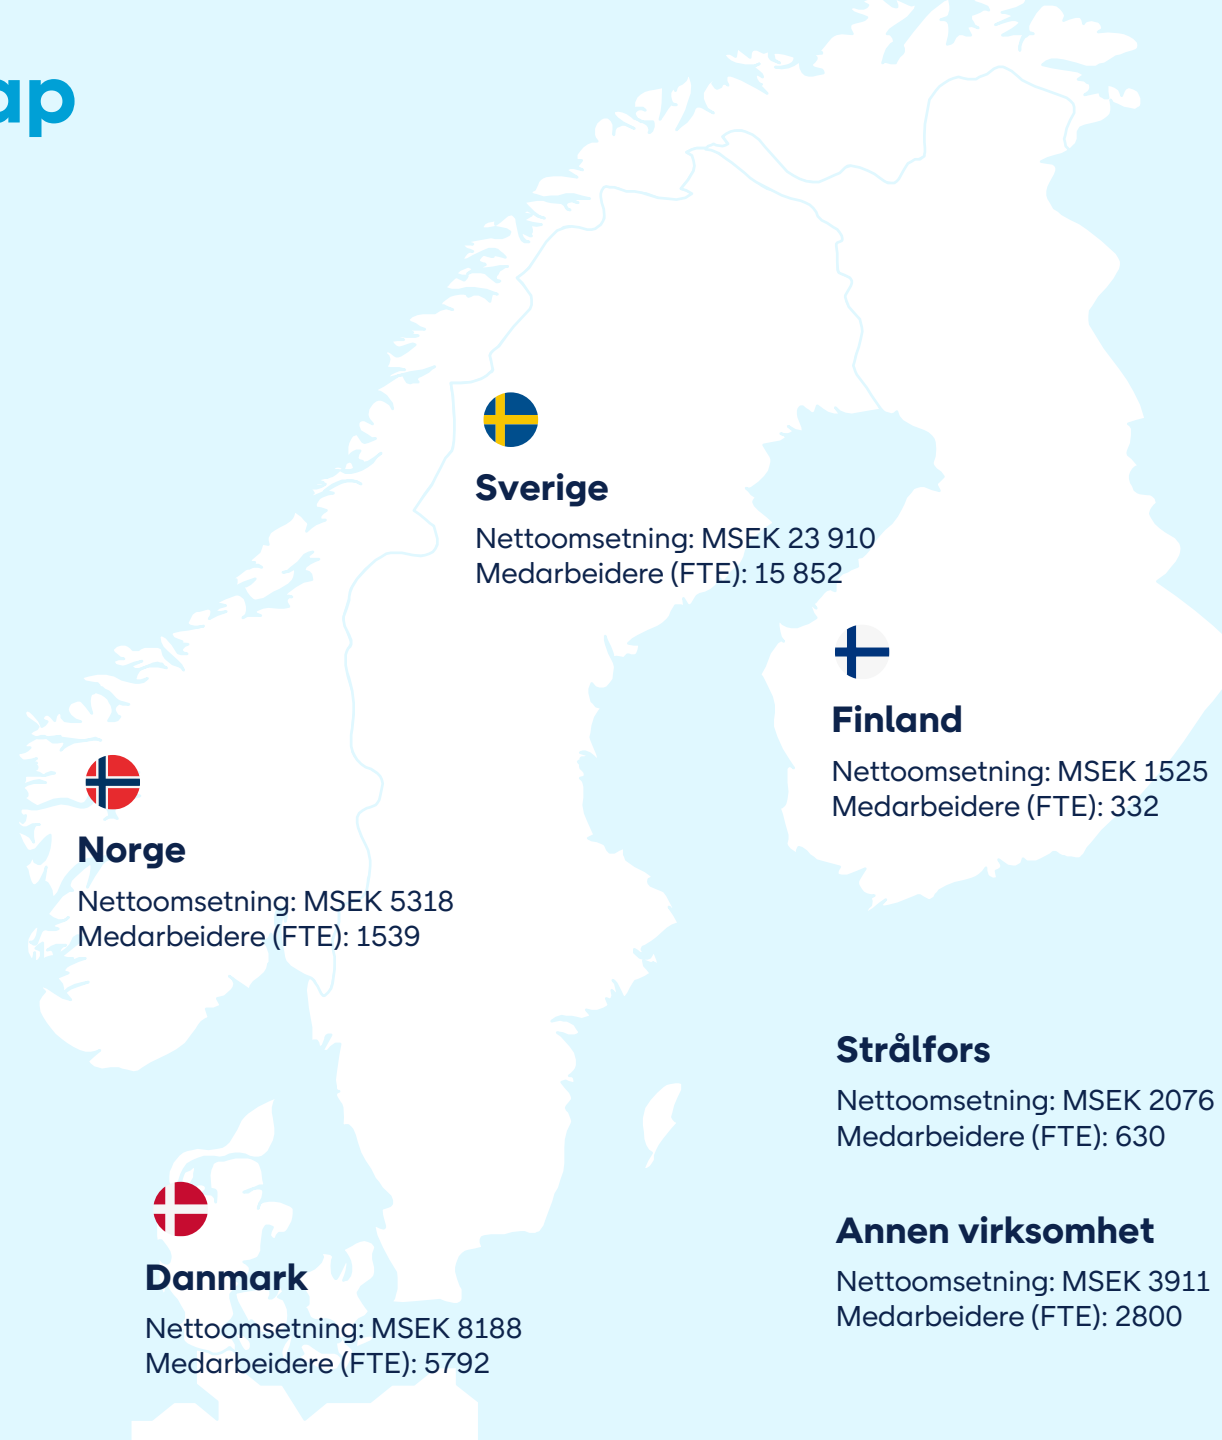 Sverige
Nettoomsetning: MSEK 23 910
Medarbeidere (FTE): 15 852
Finland
Nettoomsetning: MSEK 1525
Medarbeidere (FTE): 332
Norge
Nettoomsetning: MSEK 5318
Medarbeidere (FTE): 1539
Strålfors
Nettoomsetning: MSEK 2076
Medarbeidere (FTE): 630
Annen virksomhet
Nettoomsetning: MSEK 3911
Medarbeidere (FTE): 2800
Danmark
Nettoomsetning: MSEK 8188
Medarbeidere (FTE): 5792